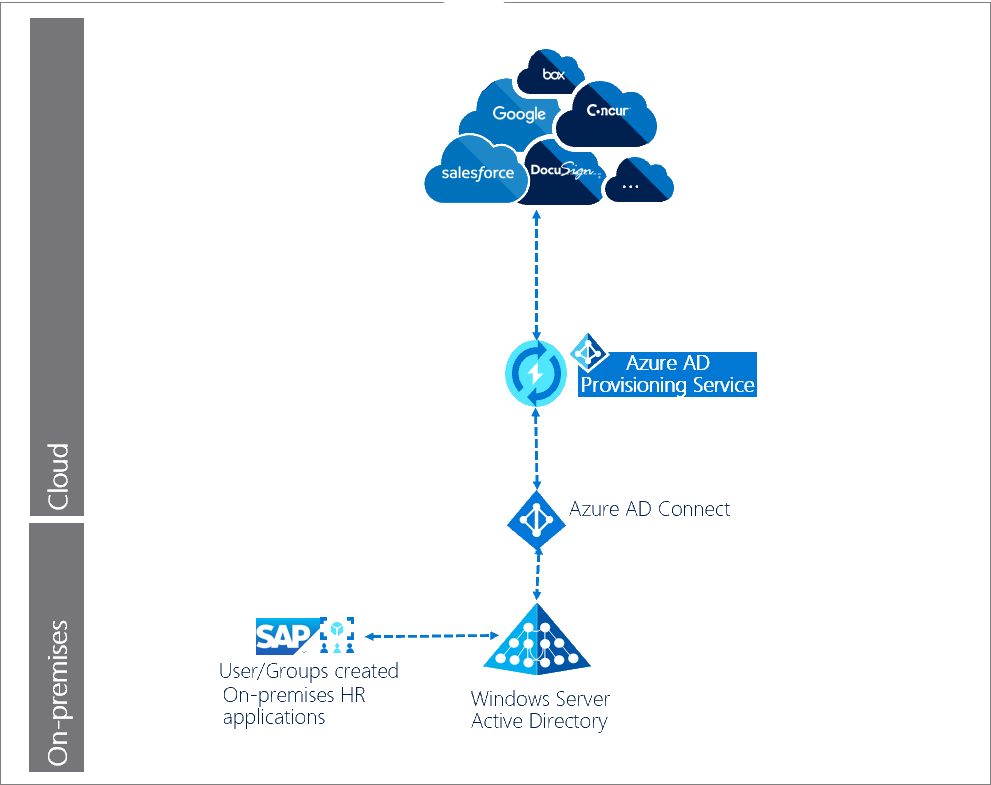 box
Google
C•ncur
salesforce
DocuSign
...
Azure AD
Provisioning Service
Cloud
Azure AD Connect
On-premises
SAP
User/Groups created
On-premises HR
applications
Windows Server
Active Directory